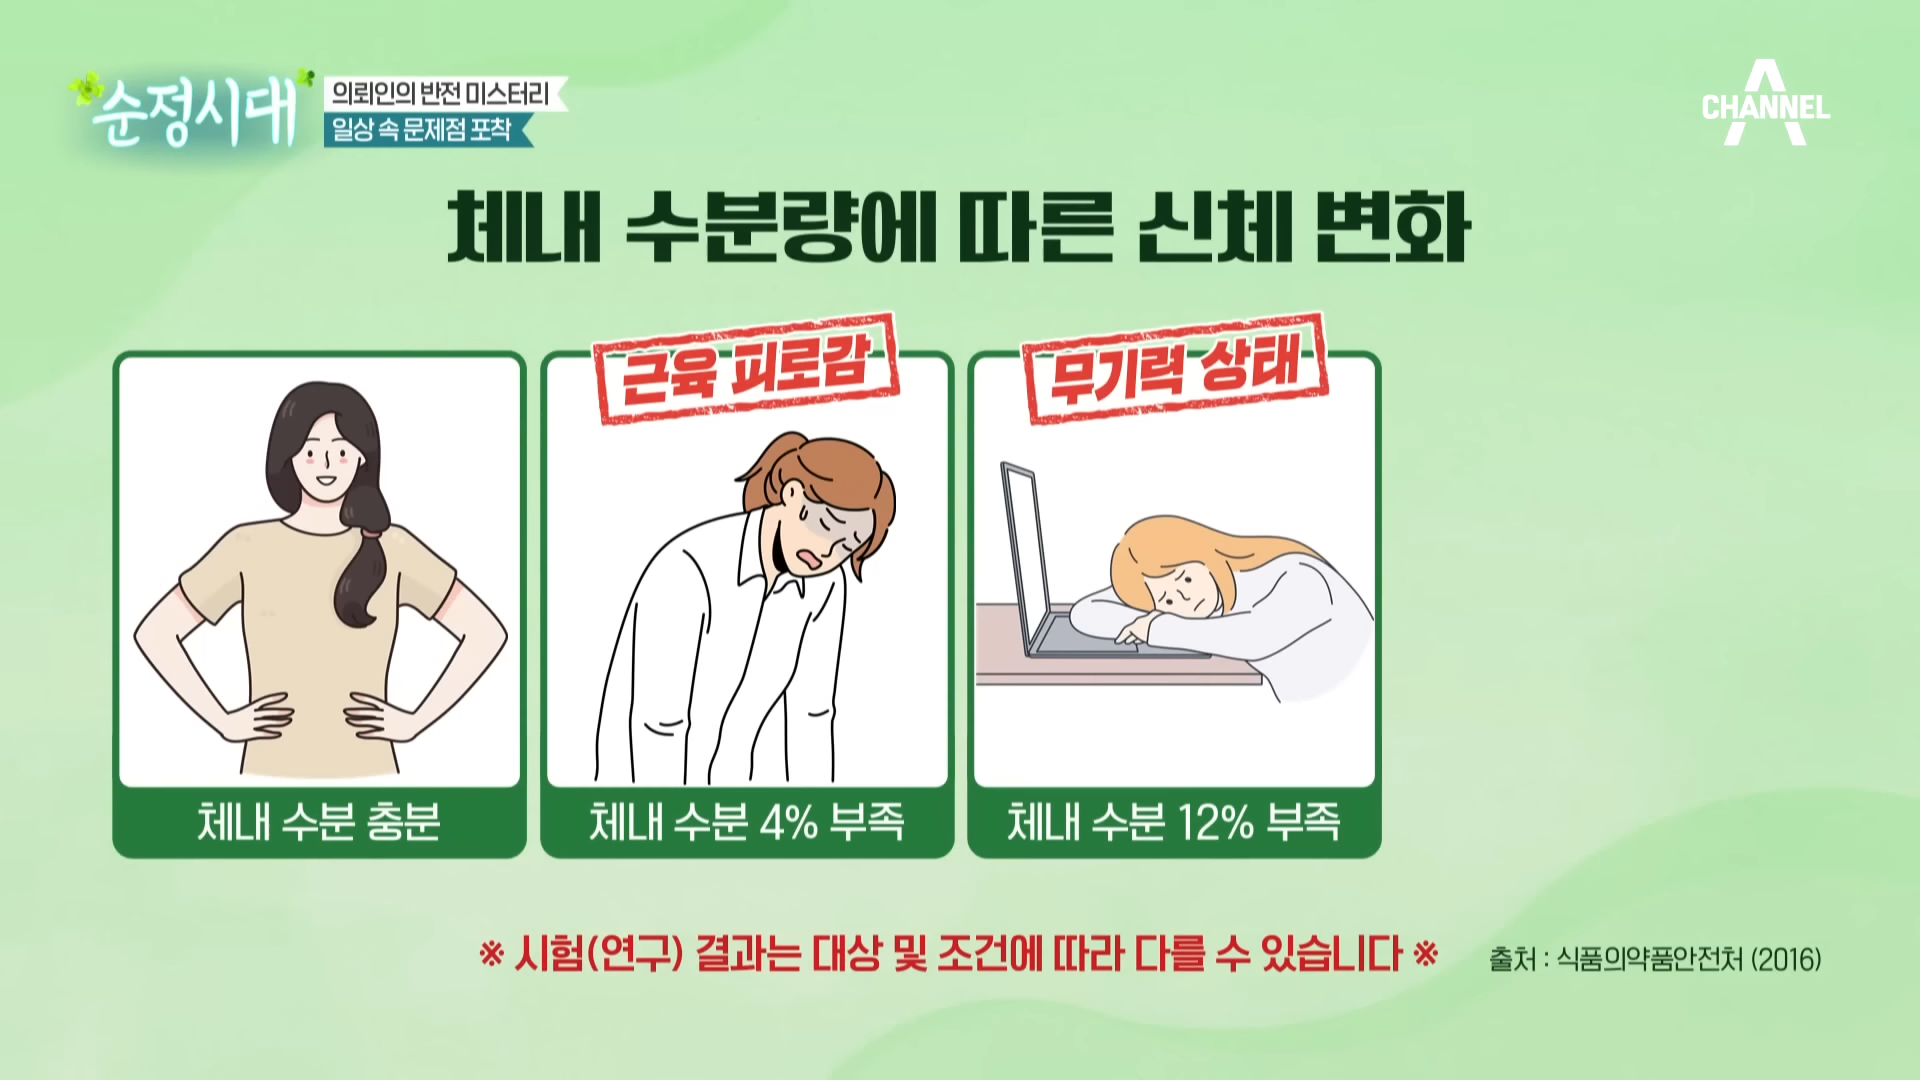 순정시대
의뢰인의 반전 미스터리
일상 속 문제점 포착
CHANNEL A
체내 수분량에 따른 신체 변화
근육 피로감
무기력 상태
체내 수분 충분
체내 수분 4% 부족
체내 수분 12% 부족
※ 시험(연구) 결과는 대상 및 조건에 따라 다를 수 있습니다 ※
출처 : 식품의약품안전처 (2016)